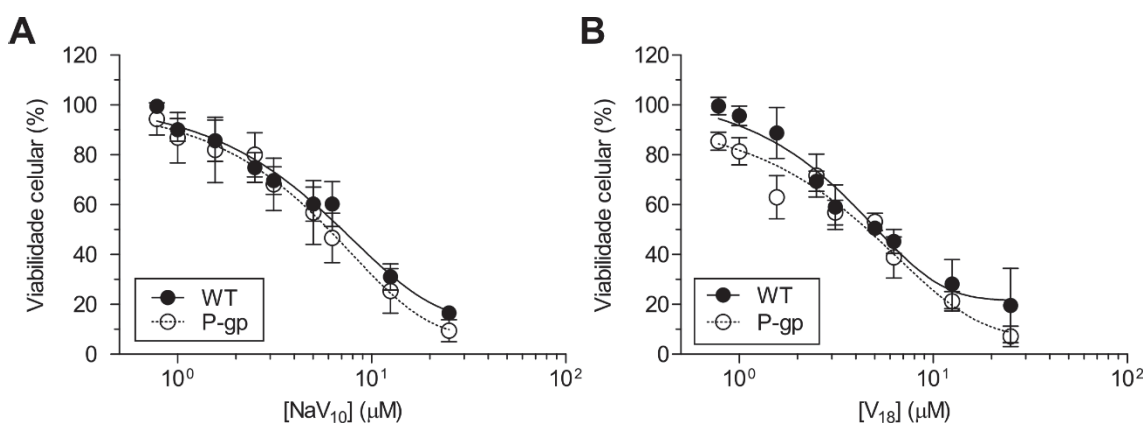 A
Viabilidade celular (%)
120
100
80
60
40
20
0
WT
P-gp
10⁰
10¹
10²
[NaV₁₀] (μM)
B
Viabilidade celular (%)
120
100
80
60
40
20
0
WT
P-gp
10⁰
10¹
10²
[V₁₈] (μM)